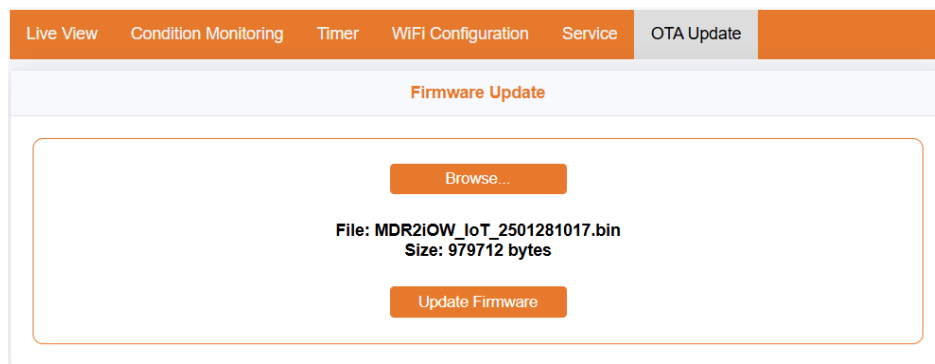 Live View Condition Monitoring Timer WiFi Configuration Service OTA Update
Firmware Update
Browse...
File: MDR2iOW_IoT_2501281017.bin
Size: 979712 bytes
Update Firmware